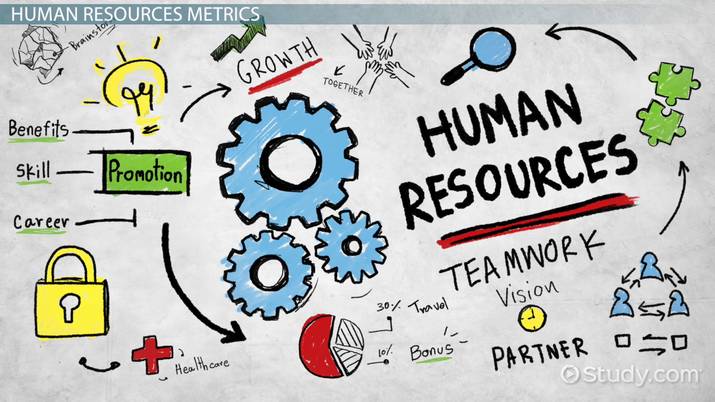 HUMAN RESOURCES METRICS
Brainstor
GROWTH
TOGETHER
HUMAN
RESOURCES
Benefits
Skill
Promotion
Career
TEAMWORK
Vision
30% Travel
10% Bonus
PARTNER
Healthcare
Study.com